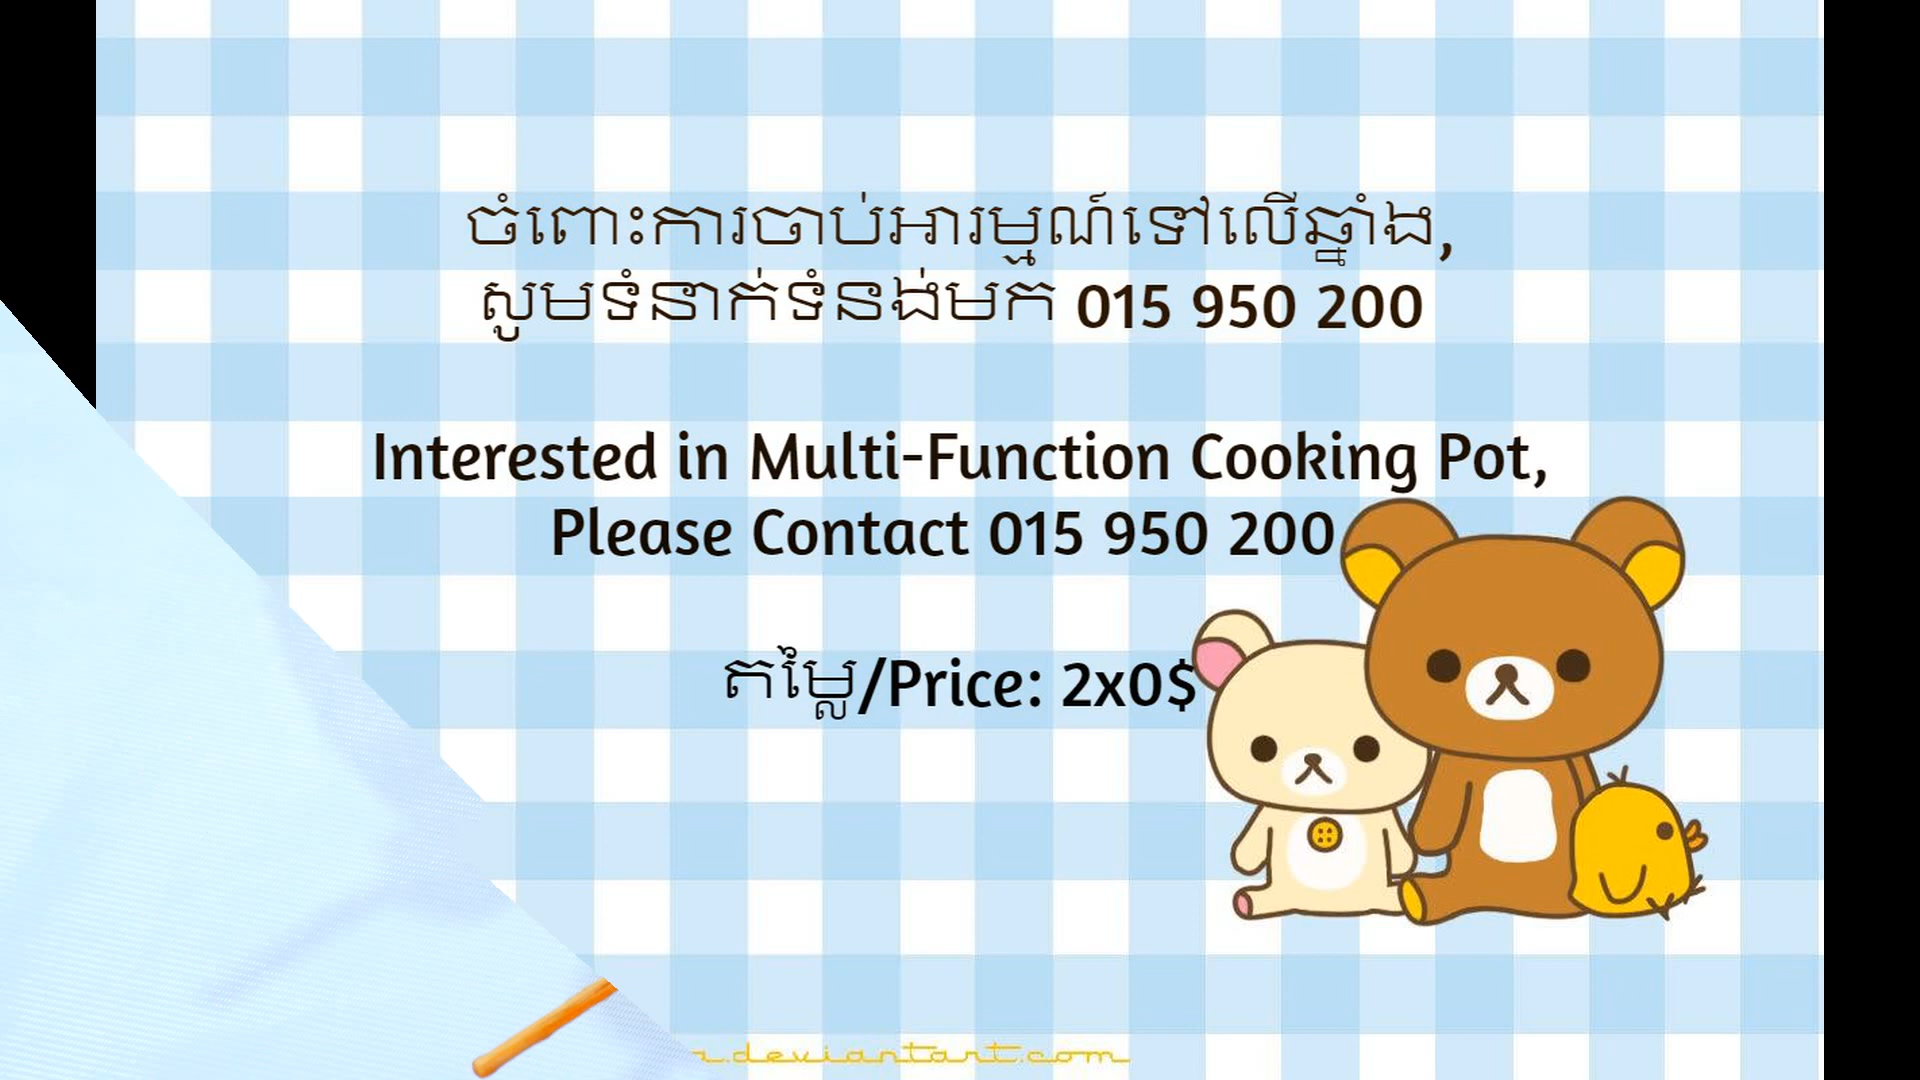 ចំពោះការចាប់អារម្មណ៍ទៅលើឆ្នាំង,
សូមទំនាក់ទំនង់មក 015 950 200
Interested in Multi-Function Cooking Pot,
Please Contact 015 950 200
តម្លៃ/Price: 2x0$
.deviantart.com